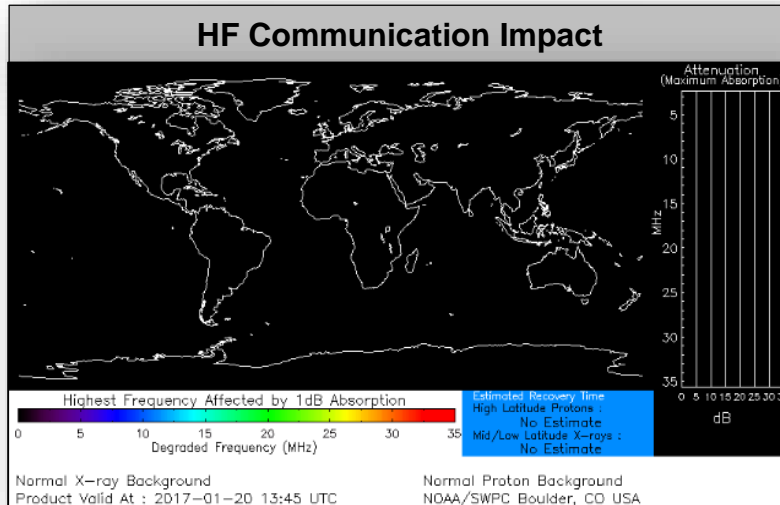 HF Communication Impact
Attenuation
(Maximum Absorption
5
10
15
20
25
30
35
MHz
0 5 10 15 20 25 30
dB
Highest Frequency Affected by 1dB Absorption
0 5 10 15 20 25 30 35
Degraded Frequency (MHz)
Estimated Recovery Time
High Latitude Protons :
No Estimate
Mid/Low Latitude X-rays :
No Estimate
Normal X-ray Background
Product Valid At : 2017-01-20 13:45 UTC
Normal Proton Background
NOAA/SWPC Boulder, CO USA